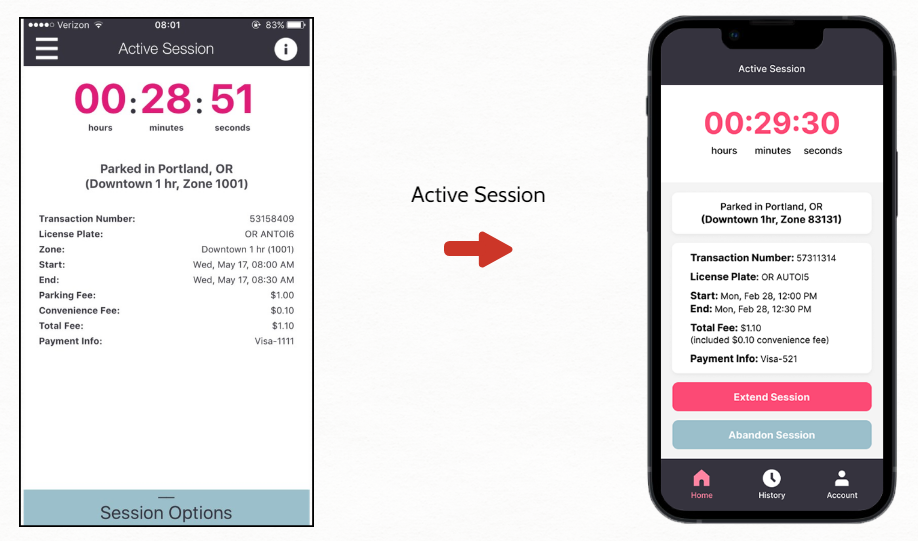 ●●●●○ Verizon 08:01 83%
Active Session
00:28:51
hours minutes seconds
Parked in Portland, OR
(Downtown 1 hr, Zone 1001)
Transaction Number: 53158409
License Plate: OR ANTOI6
Zone: Downtown 1 hr (1001)
Start: Wed, May 17, 08:00 AM
End: Wed, May 17, 08:30 AM
Parking Fee: $1.00
Convenience Fee: $0.10
Total Fee: $1.10
Payment Info: Visa-1111
Session Options
Active Session
Active Session
00:29:30
hours minutes seconds
Parked in Portland, OR
(Downtown 1hr, Zone 83131)
Transaction Number: 57311314
License Plate: OR AUTOI5
Start: Mon, Feb 28, 12:00 PM
End: Mon, Feb 28, 12:30 PM
Total Fee: $1.10
(included $0.10 convenience fee)
Payment Info: Visa-521
Extend Session
Abandon Session
Home History Account